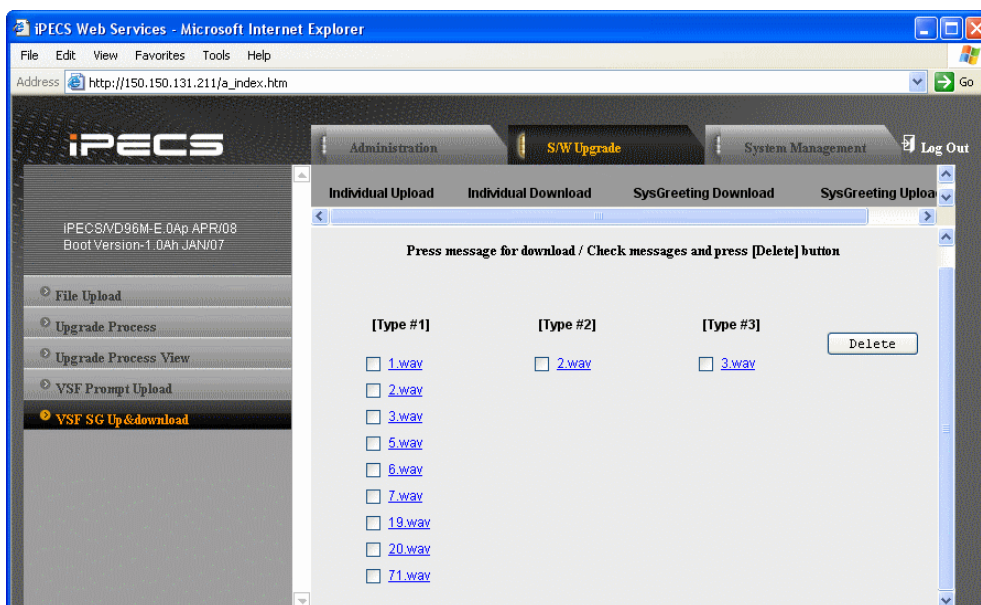 iPECS Web Services - Microsoft Internet Explorer
File Edit View Favorites Tools Help
Address http://150.150.131.211/a_index.htm Go
iPECS
Administration S/W Upgrade System Management Log Out
Individual Upload Individual Download SysGreeting Download SysGreeting Uploa
iPECS/VD96M-E.0Ap APR/08
Boot Version-1.0Ah JAN/07
File Upload
Upgrade Process
Upgrade Process View
VSF Prompt Upload
VSF SG Up&download
Press message for download / Check messages and press [Delete] button
[Type #1] [Type #2] [Type #3]
Delete
1.wav 2.wav 3.wav
2.wav
3.wav
5.wav
6.wav
7.wav
19.wav
20.wav
71.wav